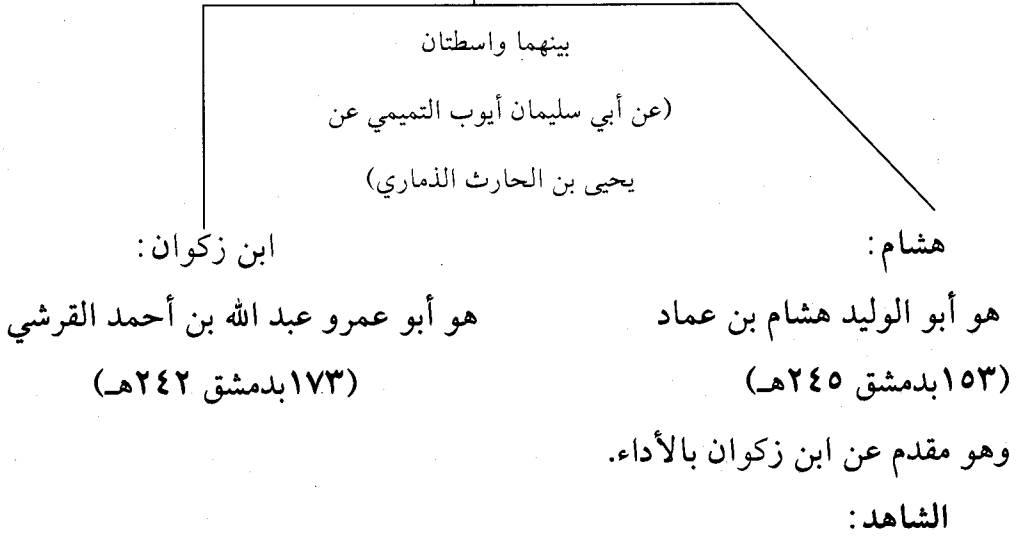 بينهما واسطتان
(عن أبي سليمان أيوب التميمي عن
يحيى بن الحارث الذماري)
هشام:
هو أبو الوليد هشام بن عماد
(١٥٣بدمشق ٢٤٥هـ)
وهو مقدم عن ابن زكوان بالأداء.
ابن زكوان:
هو أبو عمرو عبد الله بن أحمد القرشي
(١٧٣بدمشق ٢٤٢هـ)
الشاهد: